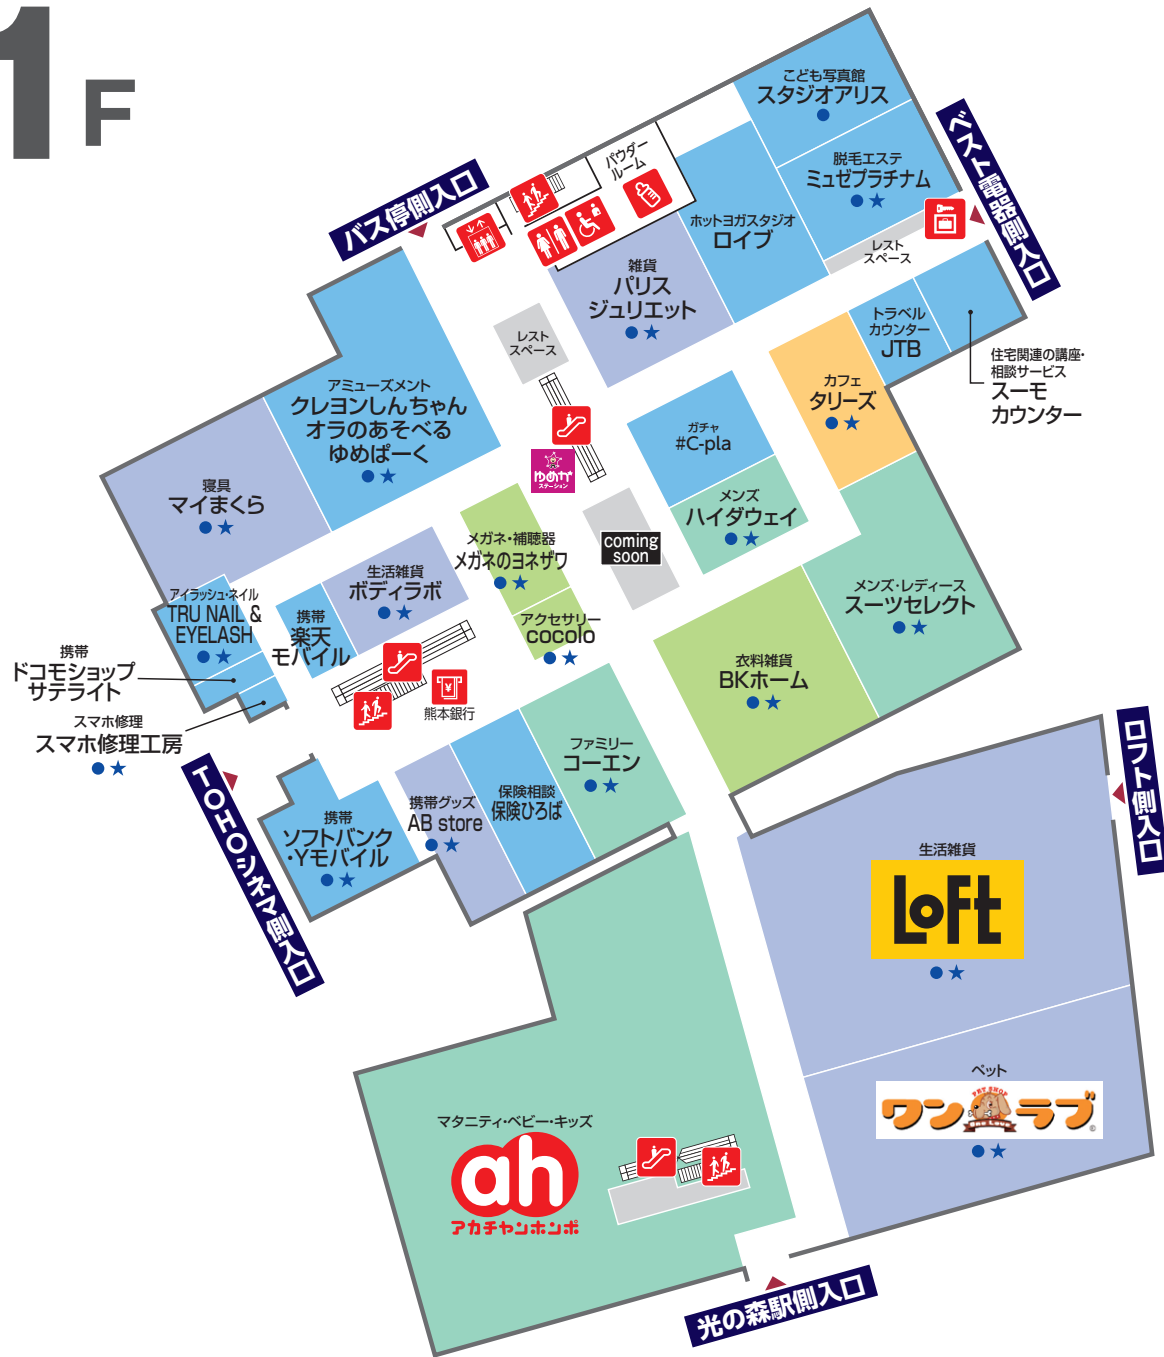 1F
こども写真館
スタジオアリス
脱毛エステ
ミュゼプラチナム
ベスト電器側入口
パウダー
ルーム
バス停側入口
ホットヨガスタジオ
ロイブ
レスト
スペース
雑貨
パリス
ジュリエット
トラベル
カウンター
JTB
住宅関連の講座・
相談サービス
スーモ
カウンター
レスト
スペース
アミューズメント
クレヨンしんちゃん
オラのあそべる
ゆめぱーく
カフェ
タリーズ
ガチャ
#C-pla
ゆめか
ステーション
寝具
マイまくら
メンズ
ハイダウェイ
メガネ・補聴器
メガネのヨネザワ
coming
soon
生活雑貨
ボディラボ
アイラッシュ・ネイル
TRU NAIL &
EYELASH
携帯
楽天
モバイル
アクセサリー
cocolo
メンズ・レディース
スーツセレクト
携帯
ドコモショップ
サテライト
衣料雑貨
BKホーム
¥
熊本銀行
スマホ修理
スマホ修理工房
ファミリー
コーエン
TOHOシネマ側入口
ロフト側入口
保険相談
保険ひろば
携帯グッズ
AB store
携帯
ソフトバンク
・Yモバイル
生活雑貨
LoFt
ペット
PET SHOP
ワンラブ
ONE LOVE
マタニティ・ベビー・キッズ
ah
アカチャンホンポ
光の森駅側入口